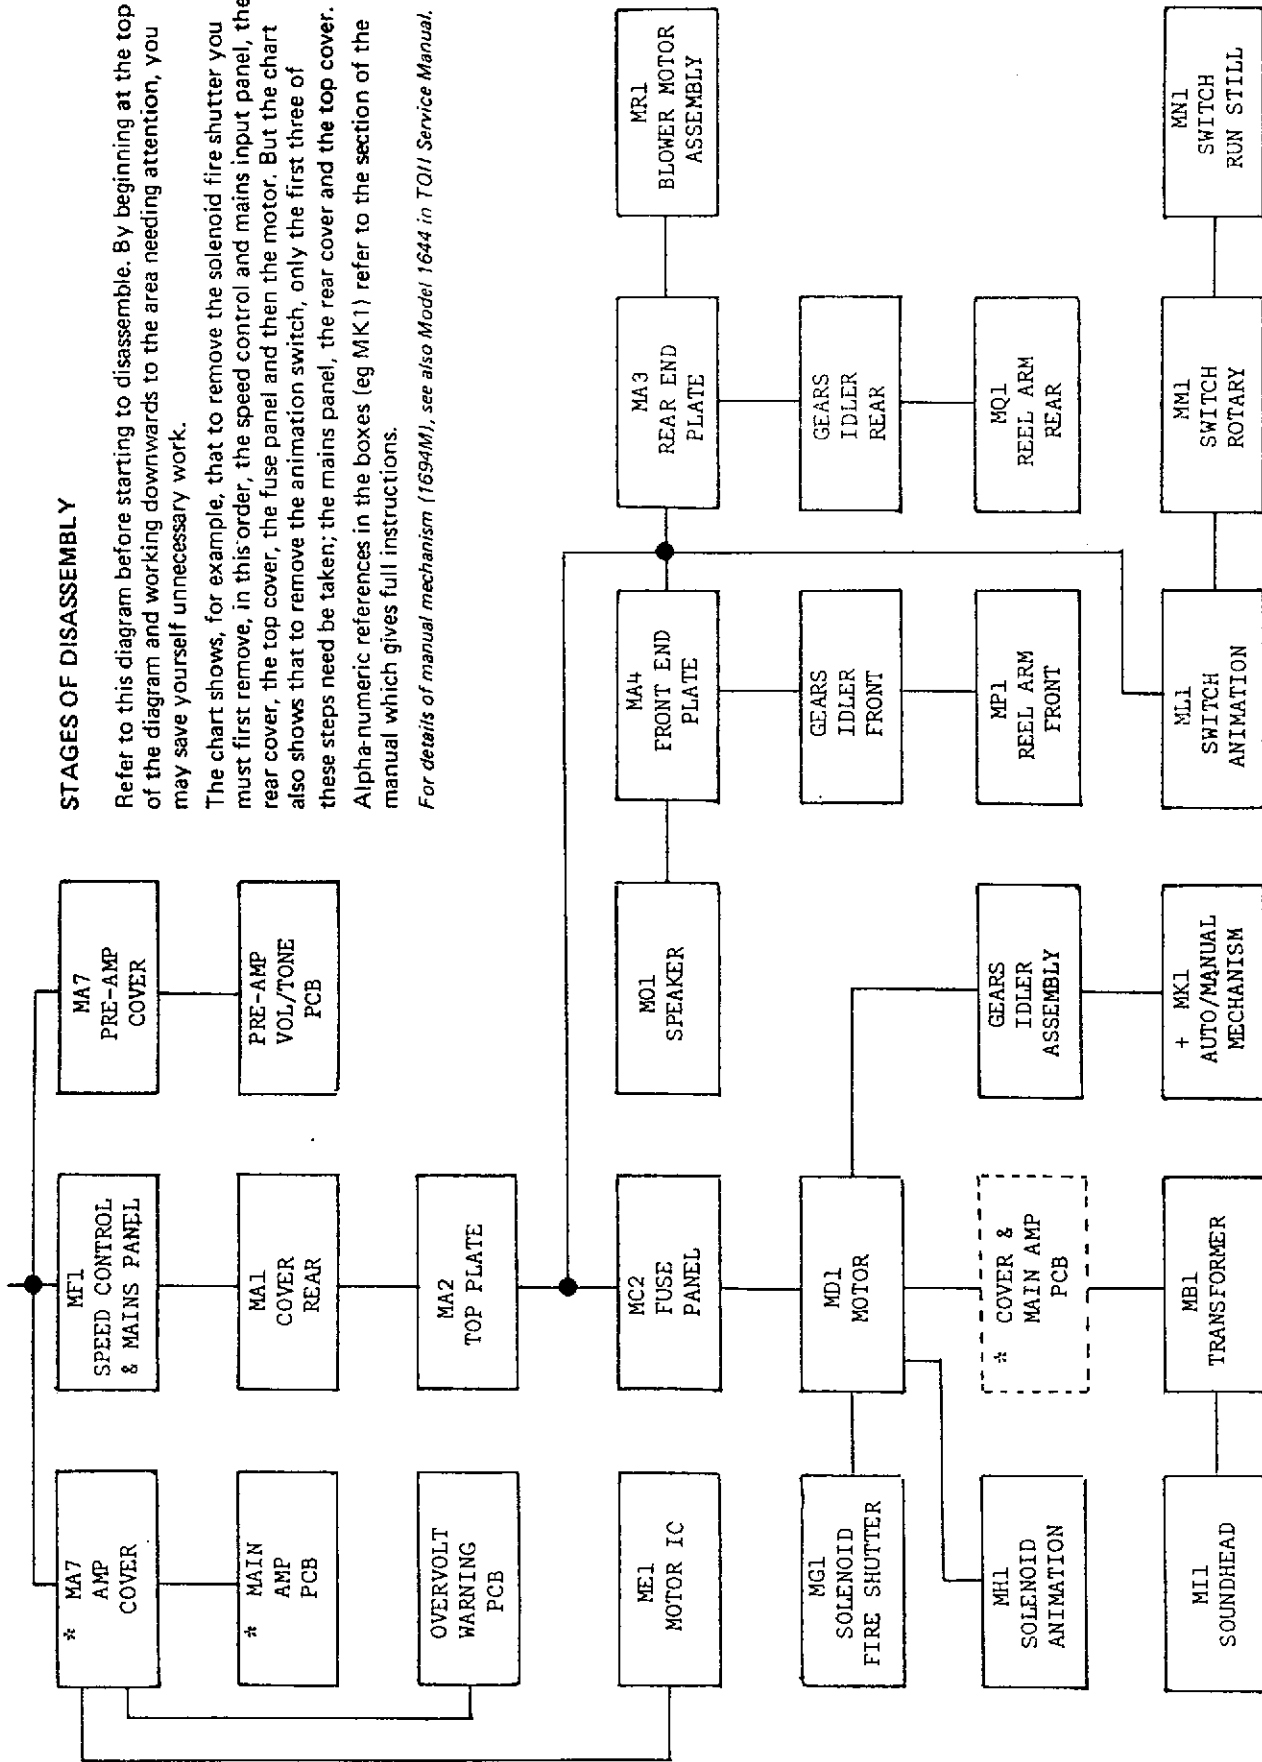 STAGES OF DISASSEMBLY
Refer to this diagram before starting to disassemble. By beginning at the top
of the diagram and working downwards to the area needing attention, you
may save yourself unnecessary work.
The chart shows, for example, that to remove the solenoid fire shutter you
must first remove, in this order, the speed control and mains input panel, the
rear cover, the top cover, the fuse panel and then the motor. But the chart
also shows that to remove the animation switch, only the first three of
these steps need be taken; the mains panel, the rear cover and the top cover.
Alpha-numeric references in the boxes (eg MK1) refer to the section of the
manual which gives full instructions.
For details of manual mechanism (1694M), see also Model 1644 in TQII Service Manual.
* MA7
AMP
COVER
MF1
SPEED CONTROL
& MAINS PANEL
MA7
PRE-AMP
COVER
* MAIN
AMP
PCB
MA1
COVER
REAR
PRE-AMP
VOL/TONE
PCB
OVERVOLT
WARNING
PCB
MA2
TOP PLATE
ME1
MOTOR IC
MC2
FUSE
PANEL
MO1
SPEAKER
MA4
FRONT END
PLATE
MA3
REAR END
PLATE
MR1
BLOWER MOTOR
ASSEMBLY
MG1
SOLENOID
FIRE SHUTTER
MD1
MOTOR
GEARS
IDLER
FRONT
GEARS
IDLER
REAR
MH1
SOLENOID
ANIMATION
* COVER &
MAIN AMP
PCB
GEARS
IDLER
ASSEMBLY
MP1
REEL ARM
FRONT
MQ1
REEL ARM
REAR
MI1
SOUNDHEAD
MB1
TRANSFORMER
+ MK1
AUTO/MANUAL
MECHANISM
ML1
SWITCH
ANIMATION
MM1
SWITCH
ROTARY
MN1
SWITCH
RUN STILL